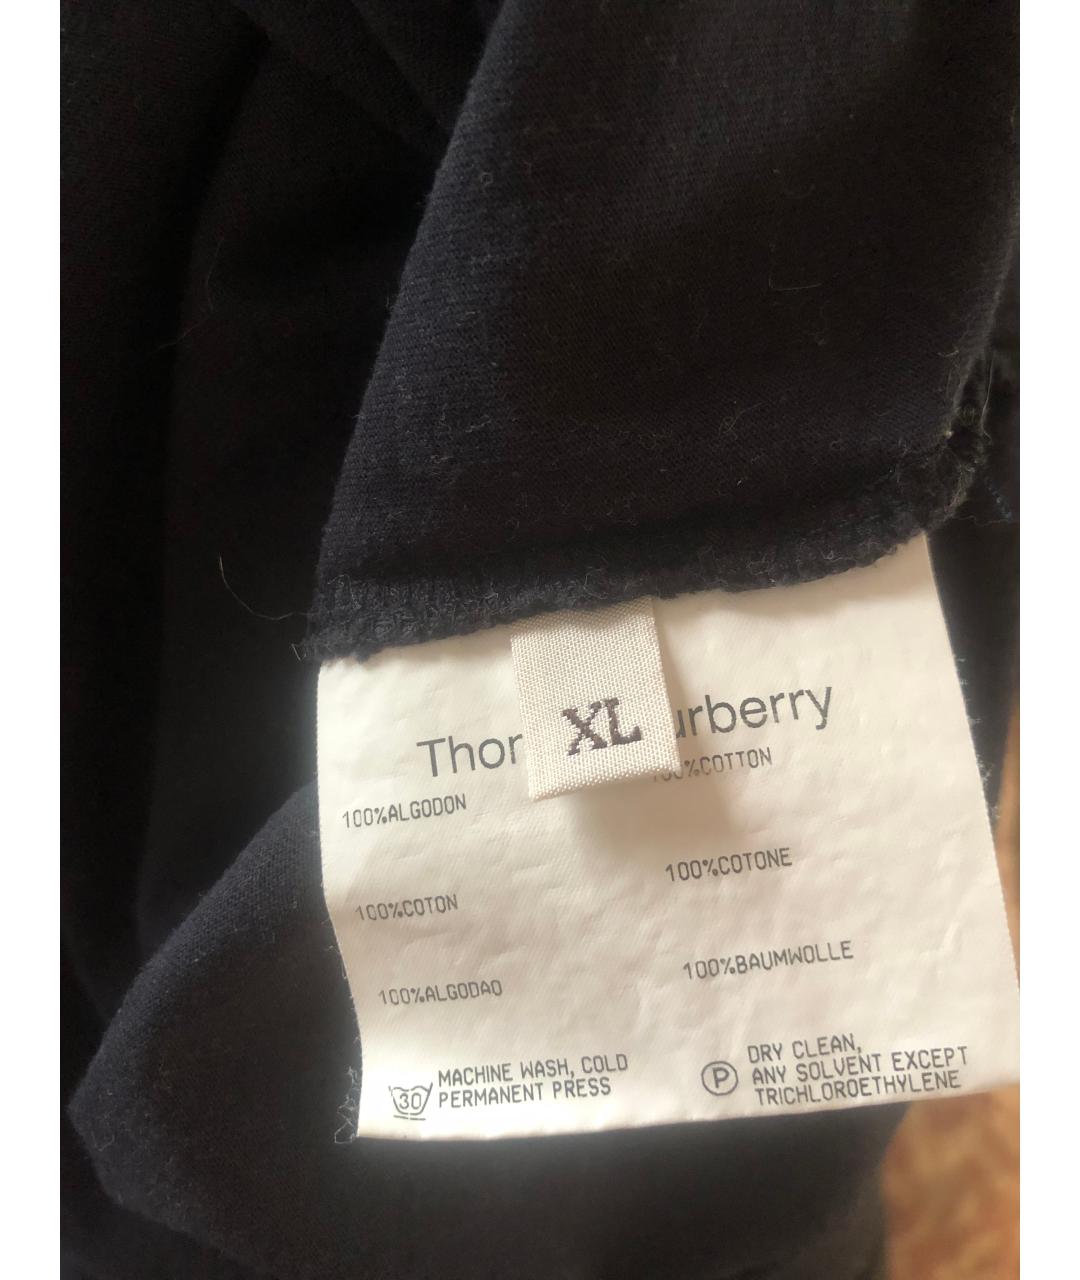 XL
Thor urberry
%COTTON
100%ALGODON
100%COTONE
100%COTON
100%BAUMWOLLE
100%ALGODAO
30
MACHINE WASH, COLD
PERMANENT PRESS
P
DRY CLEAN,
ANY SOLVENT EXCEPT
TRICHLOROETHYLENE